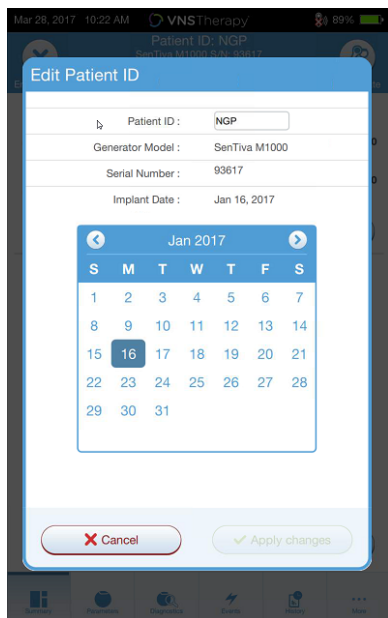 Mar 28, 2017 10:22 AM VNSTherapy 89%
Patient ID: NGP
SenTiva M1000 S/N: 93617
Edit Patient ID
Patient ID : NGP
Generator Model : SenTiva M1000
Serial Number : 93617
Implant Date : Jan 16, 2017
Jan 2017
S M T W T F S
1 2 3 4 5 6 7
8 9 10 11 12 13 14
15 16 17 18 19 20 21
22 23 24 25 26 27 28
29 30 31
Cancel Apply changes
Summary Parameters Diagnostics Events History More